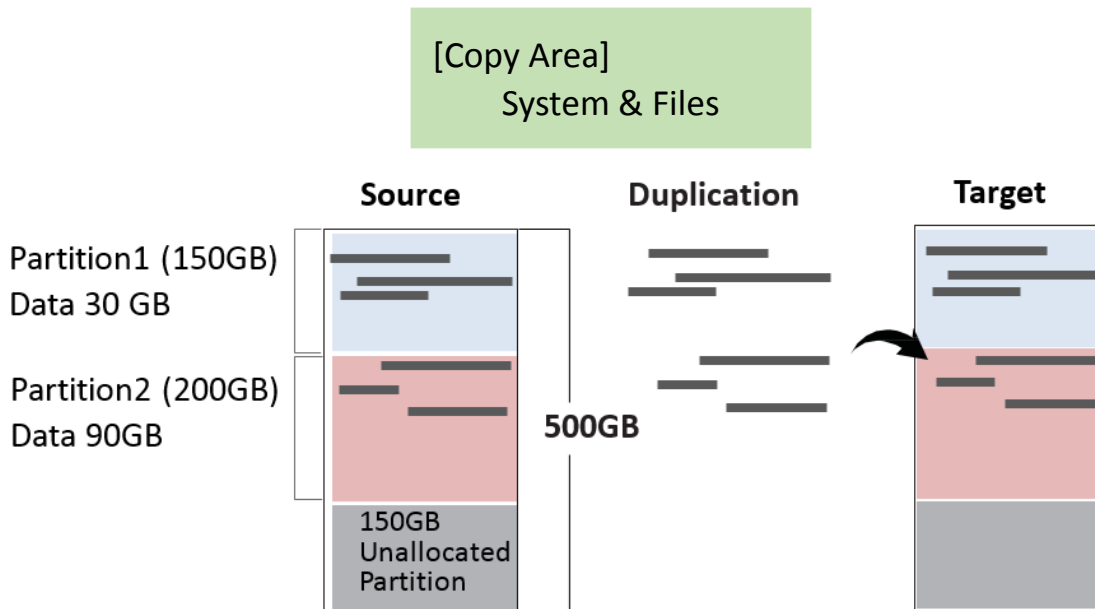 [Copy Area]
System & Files
Source
Duplication
Target
Partition1 (150GB)
Data 30 GB
Partition2 (200GB)
Data 90GB
500GB
150GB
Unallocated
Partition